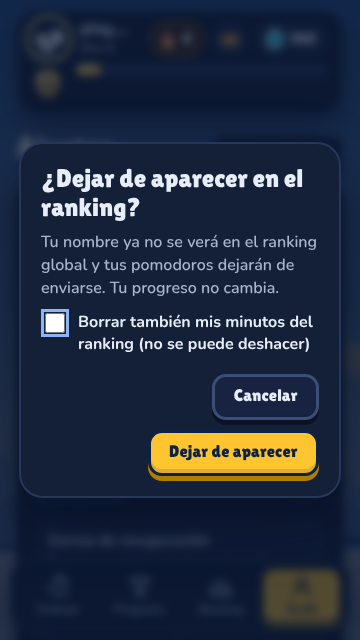 ¿Dejar de aparecer en el
ranking?
Tu nombre ya no se verá en el ranking
global y tus pomodoros dejarán de
enviarse. Tu progreso no cambia.
Borrar también mis minutos del
ranking (no se puede deshacer)
Cancelar
Dejar de aparecer